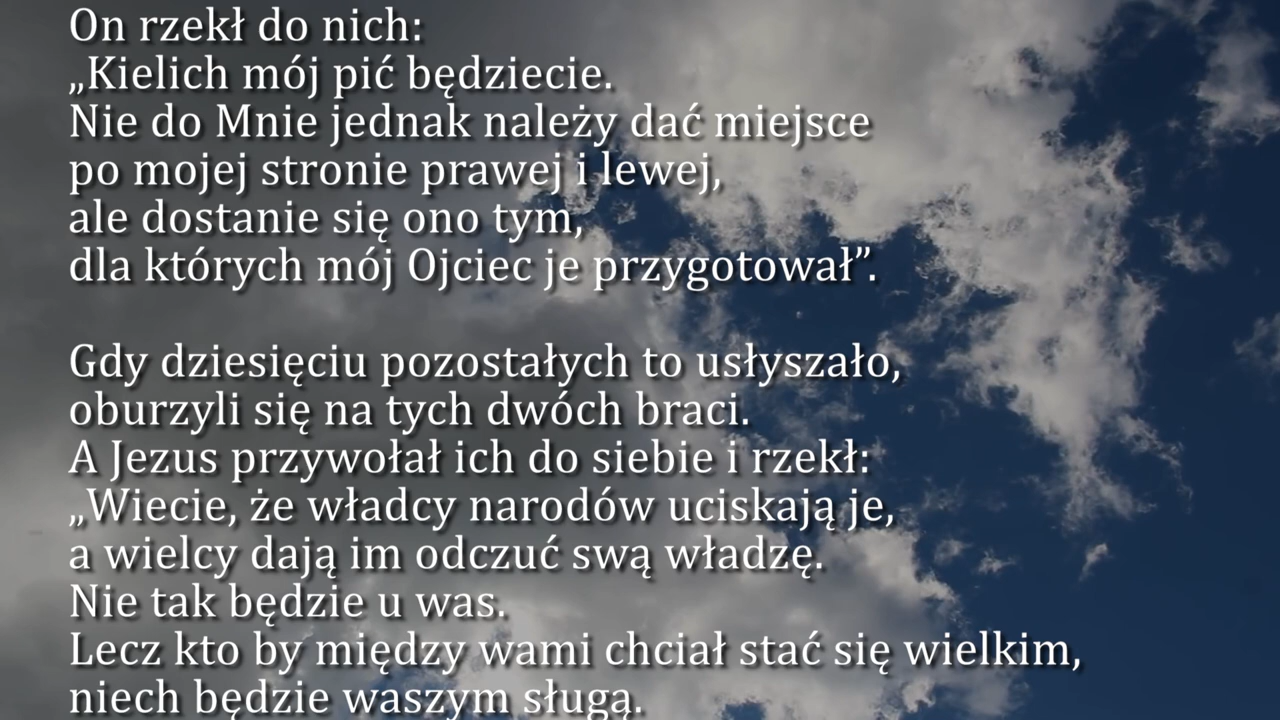 On rzekł do nich:
„Kielich mój pić będziecie.
Nie do Mnie jednak należy dać miejsce
po mojej stronie prawej i lewej,
ale dostanie się ono tym,
dla których mój Ojciec je przygotował”.
Gdy dziesięciu pozostałych to usłyszało,
oburzyli się na tych dwóch braci.
A Jezus przywołał ich do siebie i rzekł:
„Wiecie, że władcy narodów uciskają je,
a wielcy dają im odczuć swą władzę.
Nie tak będzie u was.
Lecz kto by między wami chciał stać się wielkim,
niech będzie waszym sługą.